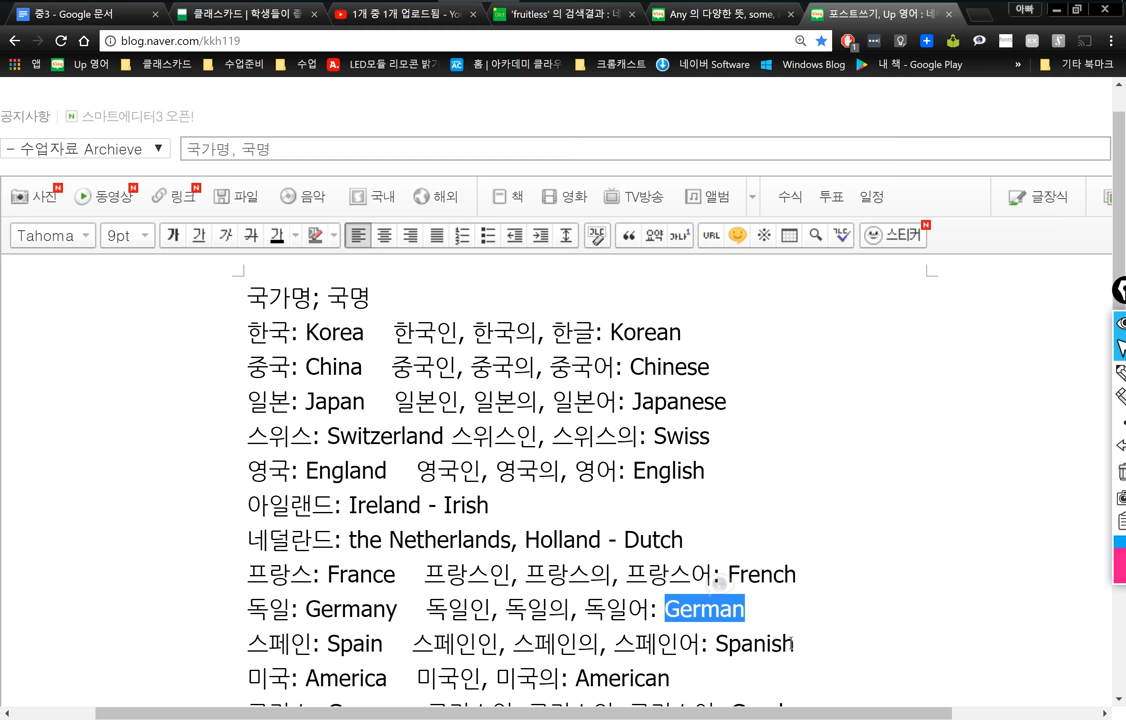 중3 - Google 문서
클래스카드 | 학생들이 즐
1개 중 1개 업로드됨 - You
'fruitless' 의 검색결과 : 네
Any 의 다양한 뜻, some,
포스트쓰기, Up 영어 : 네
아빠
blog.naver.com/kkh119
앱
Up 영어
클래스카드
수업준비
수업
LED모듈 리모콘 밝기
홈 | 아카데미 클라우
크롬캐스트
네이버 Software
Windows Blog
내 책 - Google Play
»
기타 북마크
공지사항
스마트에디터3 오픈!
- 수업자료 Archieve
국가명, 국명
사진 동영상 링크 파일 음악 국내 해외 책 영화 TV방송 앨범 수식 투표 일정 글장식
Tahoma 9pt 가 가 가 가 가 요약 가나 URL 스티커
국가명; 국명
한국: Korea 한국인, 한국의, 한글: Korean
중국: China 중국인, 중국의, 중국어: Chinese
일본: Japan 일본인, 일본의, 일본어: Japanese
스위스: Switzerland 스위스인, 스위스의: Swiss
영국: England 영국인, 영국의, 영어: English
아일랜드: Ireland - Irish
네덜란드: the Netherlands, Holland - Dutch
프랑스: France 프랑스인, 프랑스의, 프랑스어: French
독일: Germany 독일인, 독일의, 독일어: German
스페인: Spain 스페인인, 스페인의, 스페인어: Spanish
미국: America 미국인, 미국의: American